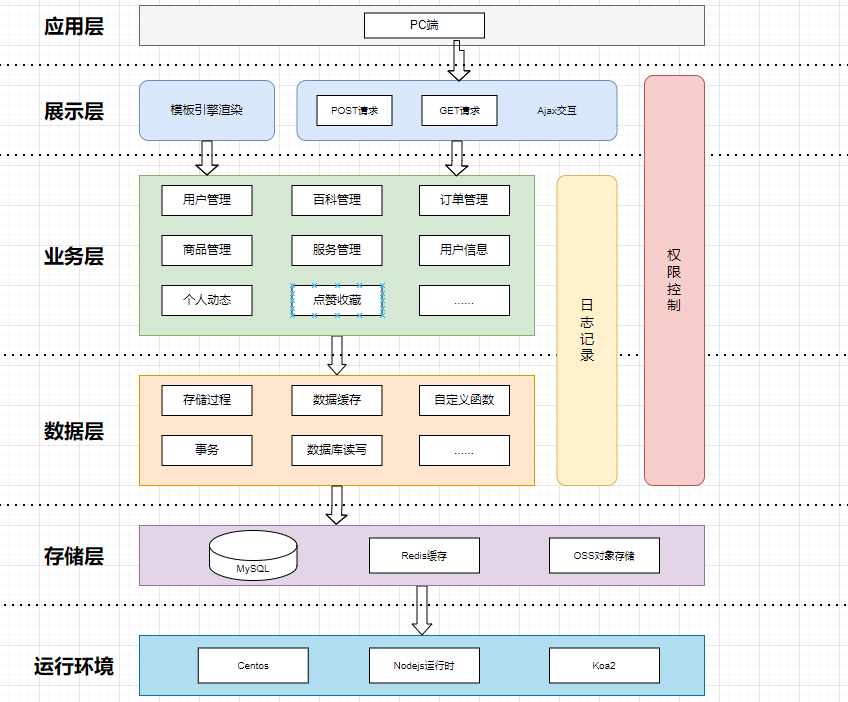 应用层
PC端
展示层
模板引擎渲染
POST请求
GET请求
Ajax交互
业务层
用户管理
百科管理
订单管理
商品管理
服务管理
用户信息
个人动态
点赞收藏
......
日志记录
权限控制
数据层
存储过程
数据缓存
自定义函数
事务
数据库读写
......
存储层
MySQL
Redis缓存
OSS对象存储
运行环境
Centos
Nodejs运行时
Koa2